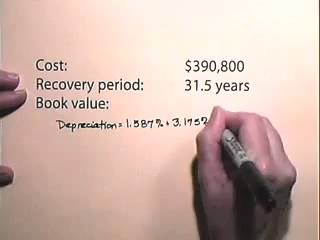 Cost: $390,800
Recovery period: 31.5 years
Book value:
Depreciation = 1.587% + 3.175%